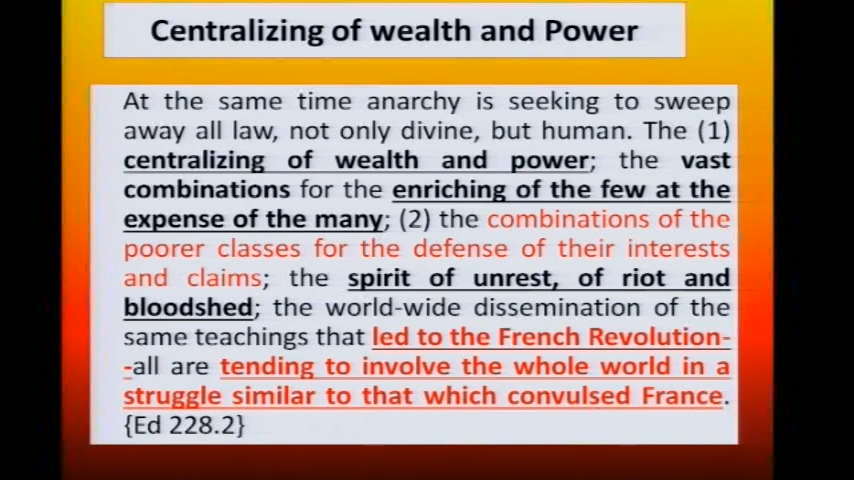 Centralizing of wealth and Power
At the same time anarchy is seeking to sweep
away all law, not only divine, but human. The (1)
centralizing of wealth and power; the vast
combinations for the enriching of the few at the
expense of the many; (2) the combinations of the
poorer classes for the defense of their interests
and claims; the spirit of unrest, of riot and
bloodshed; the world-wide dissemination of the
same teachings that led to the French Revolution-
-all are tending to involve the whole world in a
struggle similar to that which convulsed France.
{Ed 228.2}